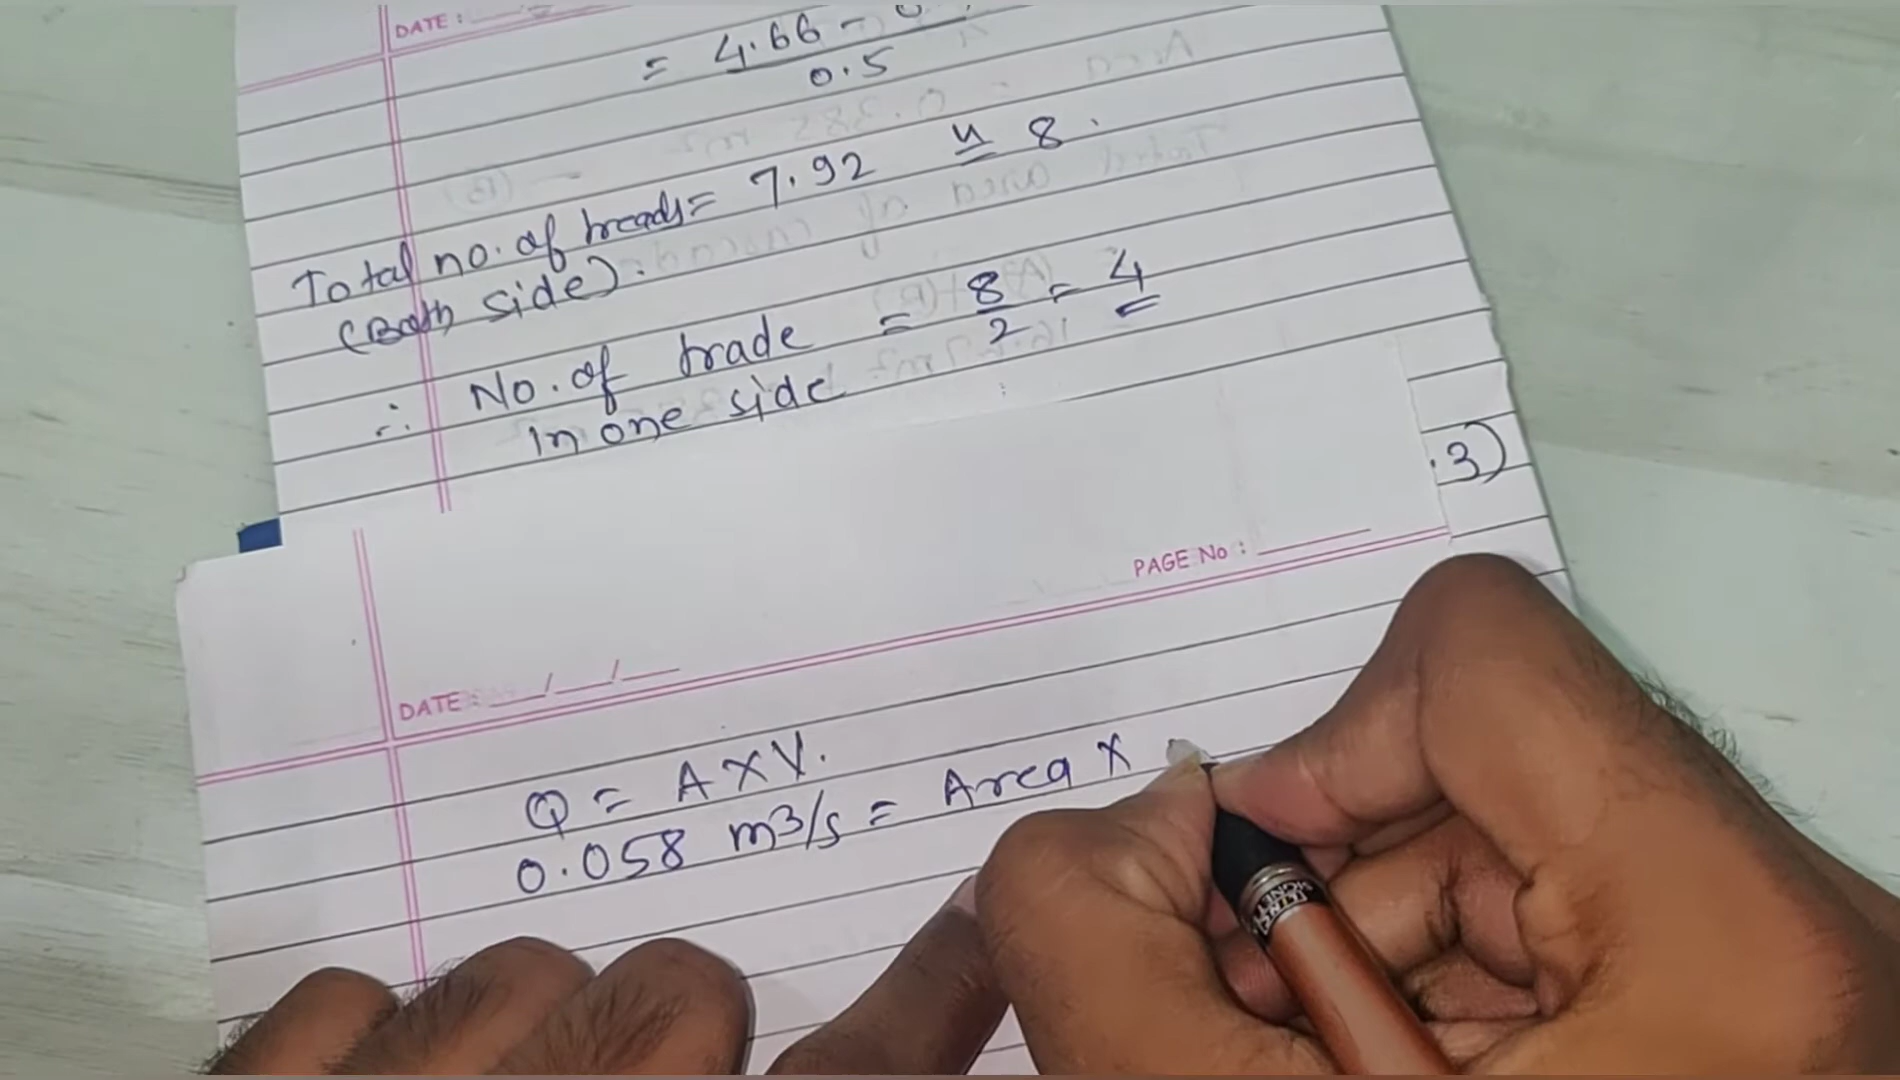 DATE :
= 4.66 -
0.5
Total no. of treads = 7.92 ≌ 8.
(Both side).
∴ No. of trade = 8/2 = 4
in one side
.3)
PAGE No :
DATE : / /
Q = A X V.
0.058 m3/s = Area X